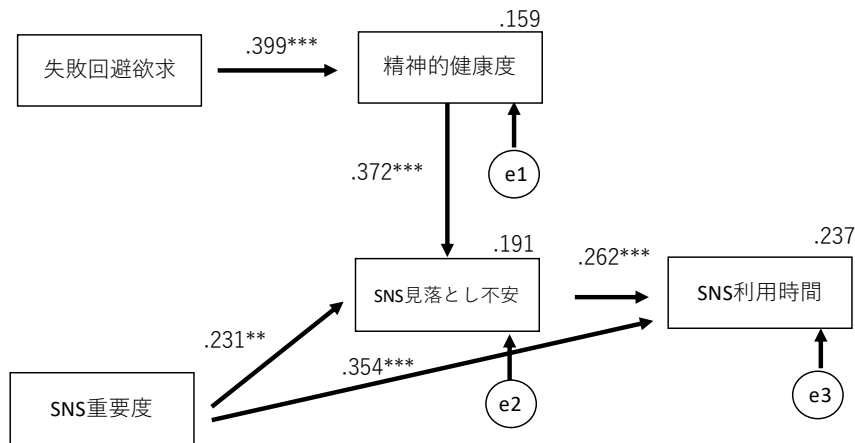 .159
.399***
失敗回避欲求
精神的健康度
.372***
e1
.191
.237
.262***
SNS見落とし不安
SNS利用時間
.231**
.354***
SNS重要度
e2
e3